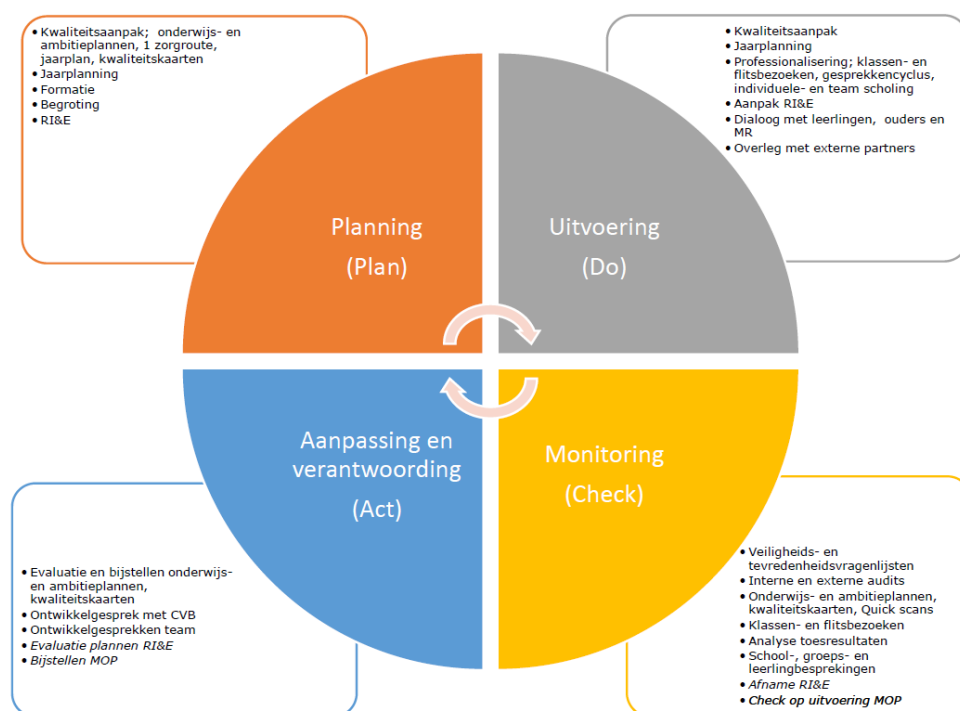 • Kwaliteitsaanpak; onderwijs- en
ambitieplannen, 1 zorgroute,
jaarplan, kwaliteitskaarten
• Jaarplanning
• Formatie
• Begroting
• RI&E
• Kwaliteitsaanpak
• Jaarplanning
• Professionalisering; klassen- en
flitsbezoeken, gesprekkencyclus,
individuele- en team scholing
• Aanpak RI&E
• Dialoog met leerlingen, ouders en
MR
• Overleg met externe partners
Planning
(Plan)
Uitvoering
(Do)
Aanpassing en
verantwoording
(Act)
Monitoring
(Check)
• Evaluatie en bijstellen onderwijs-
en ambitieplannen,
kwaliteitskaarten
• Ontwikkelgesprek met CVB
• Ontwikkelgesprekken team
• Evaluatie plannen RI&E
• Bijstellen MOP
• Veiligheids- en
tevredenheidsvragenlijsten
• Interne en externe audits
• Onderwijs- en ambitieplannen,
kwaliteitskaarten, Quick scans
• Klassen- en flitsbezoeken
• Analyse toesresultaten
• School-, groeps- en
leerlingbesprekingen
• Afname RI&E
• Check op uitvoering MOP